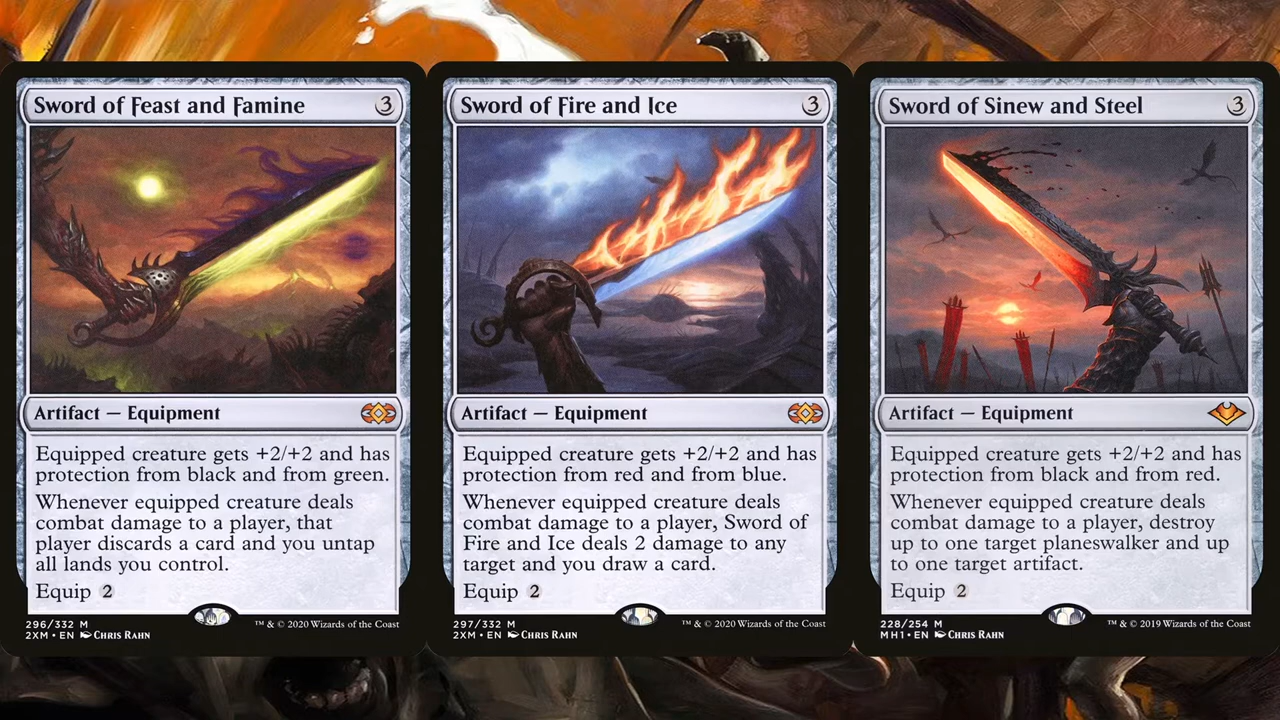 Sword of Feast and Famine 3
Artifact — Equipment
Equipped creature gets +2/+2 and has
protection from black and from green.
Whenever equipped creature deals
combat damage to a player, that
player discards a card and you untap
all lands you control.
Equip 2
296/332 M
2XM • EN Chris Rahn
™ & © 2020 Wizards of the Coast
Sword of Fire and Ice 3
Artifact — Equipment
Equipped creature gets +2/+2 and has
protection from red and from blue.
Whenever equipped creature deals
combat damage to a player, Sword of
Fire and Ice deals 2 damage to any
target and you draw a card.
Equip 2
297/332 M
2XM • EN Chris Rahn
™ & © 2020 Wizards of the Coast
Sword of Sinew and Steel 3
Artifact — Equipment
Equipped creature gets +2/+2 and has
protection from black and from red.
Whenever equipped creature deals
combat damage to a player, destroy
up to one target planeswalker and up
to one target artifact.
Equip 2
228/254 M
MH1 • EN Chris Rahn
™ & © 2019 Wizards of the Coast